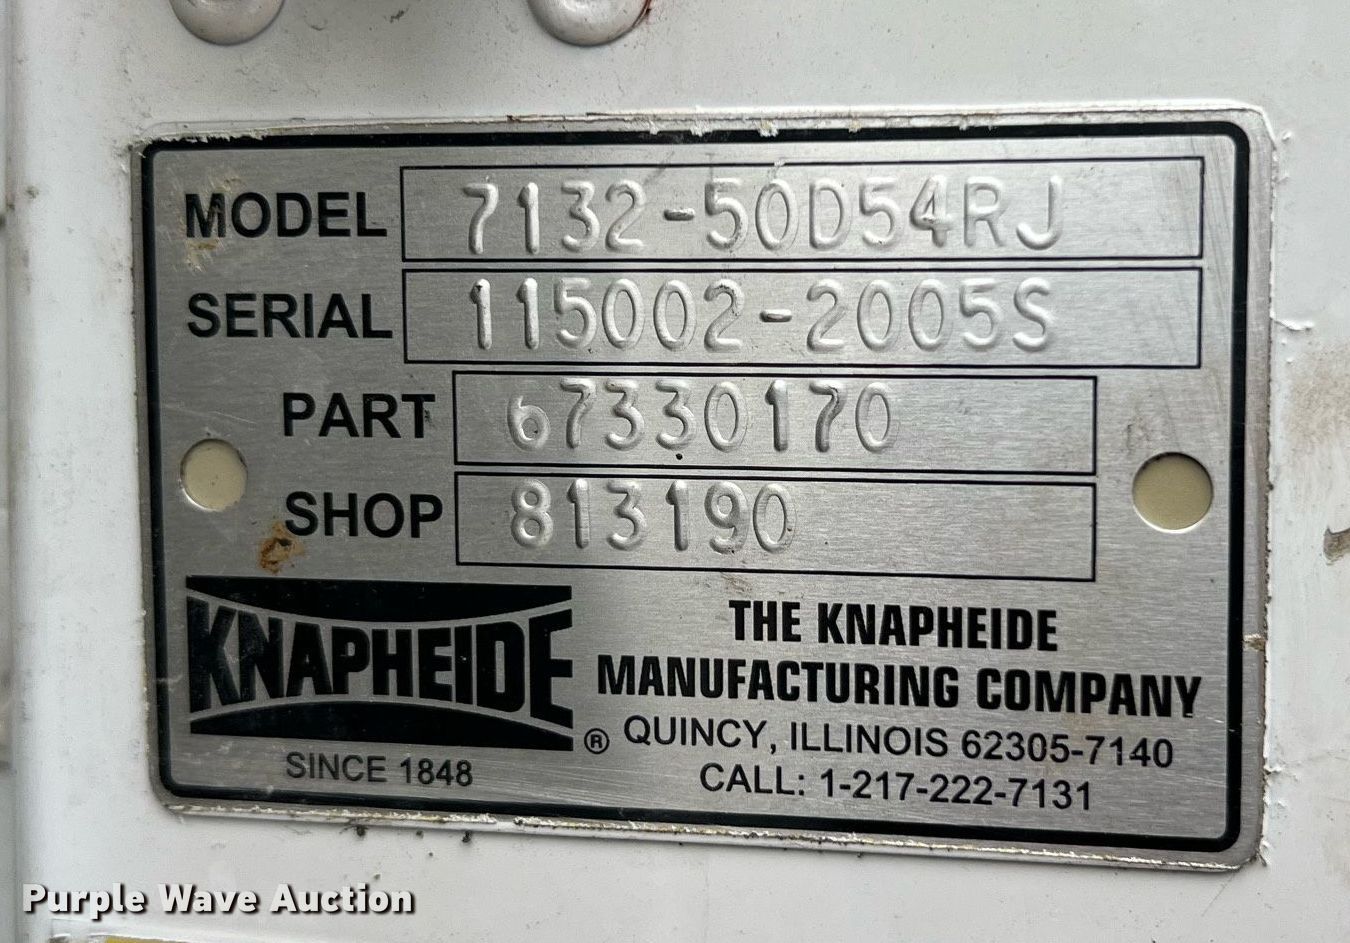 MODEL 7132-50D54RJ
SERIAL 115002-2005S
PART 67330170
SHOP 813190
KNAPHEIDE ®
SINCE 1848
THE KNAPHEIDE
MANUFACTURING COMPANY
QUINCY, ILLINOIS 62305-7140
CALL: 1-217-222-7131
Purple Wave Auction